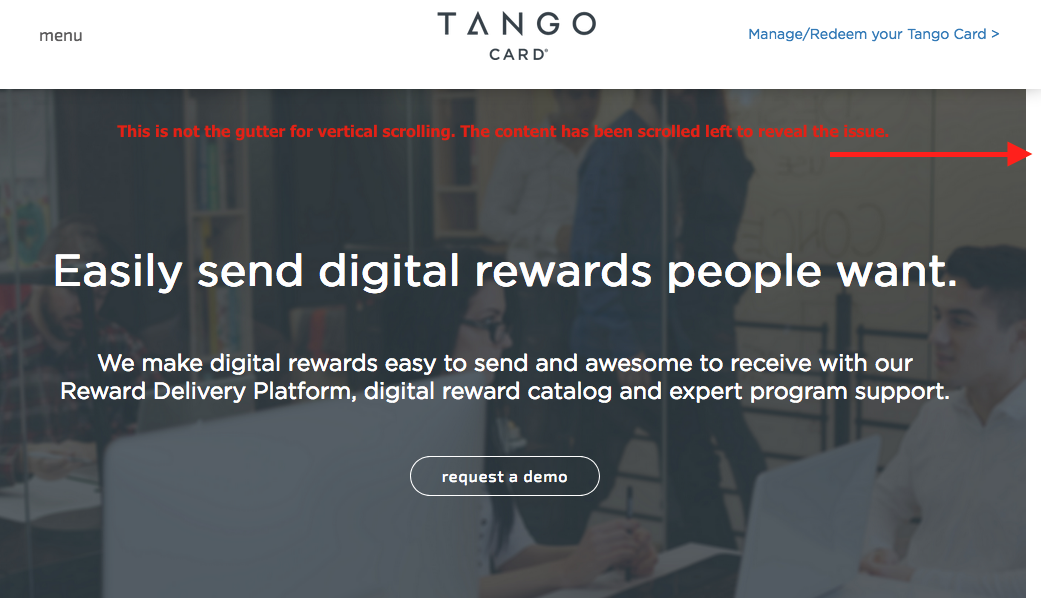 menu
TANGO
CARD®
Manage/Redeem your Tango Card >
This is not the gutter for vertical scrolling. The content has been scrolled left to reveal the issue.
Easily send digital rewards people want.
We make digital rewards easy to send and awesome to receive with our
Reward Delivery Platform, digital reward catalog and expert program support.
request a demo